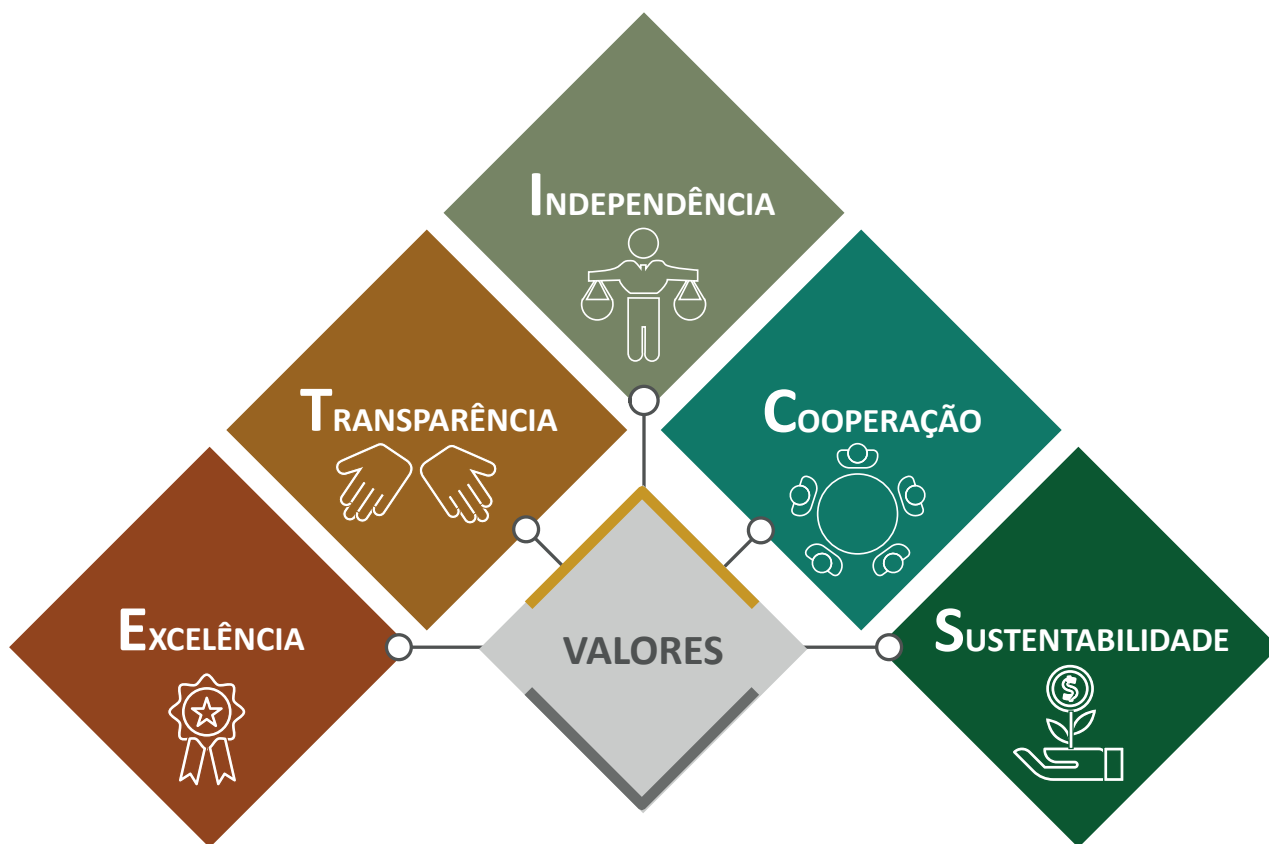 INDEPENDÊNCIA
TRANSPARÊNCIA
COOPERAÇÃO
EXCELÊNCIA
VALORES
SUSTENTABILIDADE